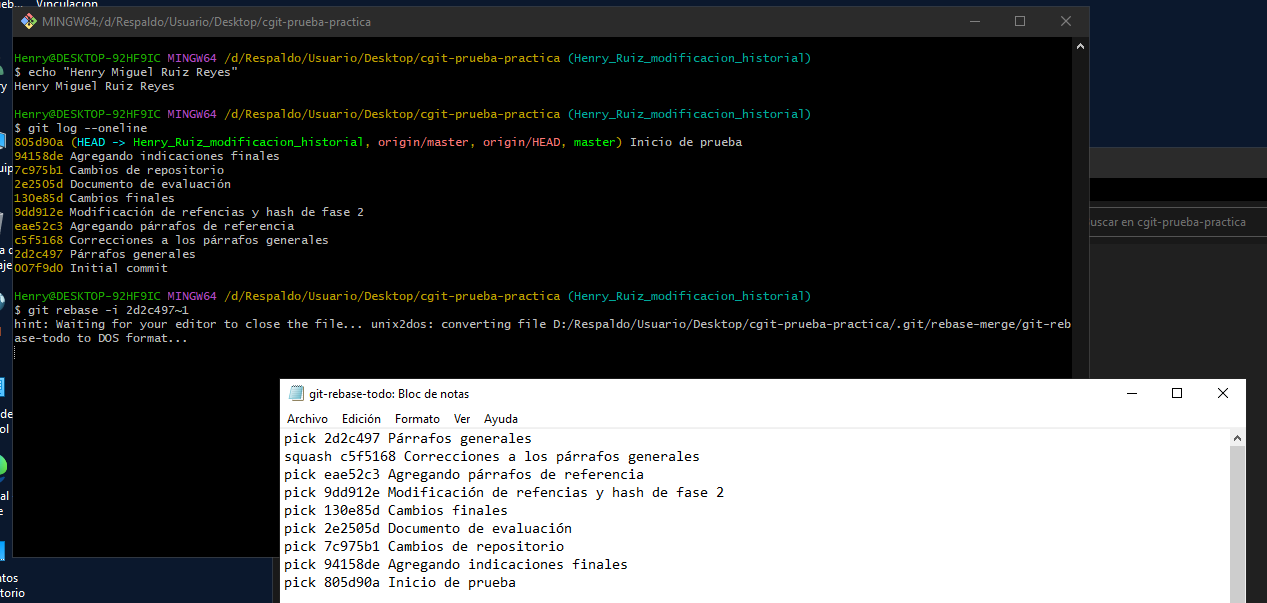 Vinculacion
MINGW64:/d/Respaldo/Usuario/Desktop/cgit-prueba-practica
Henry@DESKTOP-92HF9IC MINGW64 /d/Respaldo/Usuario/Desktop/cgit-prueba-practica (Henry_Ruiz_modificacion_historial)
$ echo "Henry Miguel Ruiz Reyes"
Henry Miguel Ruiz Reyes
Henry@DESKTOP-92HF9IC MINGW64 /d/Respaldo/Usuario/Desktop/cgit-prueba-practica (Henry_Ruiz_modificacion_historial)
$ git log --oneline
805d90a (HEAD -> Henry_Ruiz_modificacion_historial, origin/master, origin/HEAD, master) Inicio de prueba
94158de Agregando indicaciones finales
7c975b1 Cambios de repositorio
2e2505d Documento de evaluación
130e85d Cambios finales
9dd912e Modificación de refencias y hash de fase 2
eae52c3 Agregando párrafos de referencia
c5f5168 Correcciones a los párrafos generales
2d2c497 Párrafos generales
007f9d0 Initial commit
Henry@DESKTOP-92HF9IC MINGW64 /d/Respaldo/Usuario/Desktop/cgit-prueba-practica (Henry_Ruiz_modificacion_historial)
$ git rebase -i 2d2c497~1
hint: Waiting for your editor to close the file... unix2dos: converting file D:/Respaldo/Usuario/Desktop/cgit-prueba-practica/.git/rebase-merge/git-reb
ase-todo to DOS format...
uscar en cgit-prueba-practica
git-rebase-todo: Bloc de notas
Archivo Edición Formato Ver Ayuda
pick 2d2c497 Párrafos generales
squash c5f5168 Correcciones a los párrafos generales
pick eae52c3 Agregando párrafos de referencia
pick 9dd912e Modificación de refencias y hash de fase 2
pick 130e85d Cambios finales
pick 2e2505d Documento de evaluación
pick 7c975b1 Cambios de repositorio
pick 94158de Agregando indicaciones finales
pick 805d90a Inicio de prueba